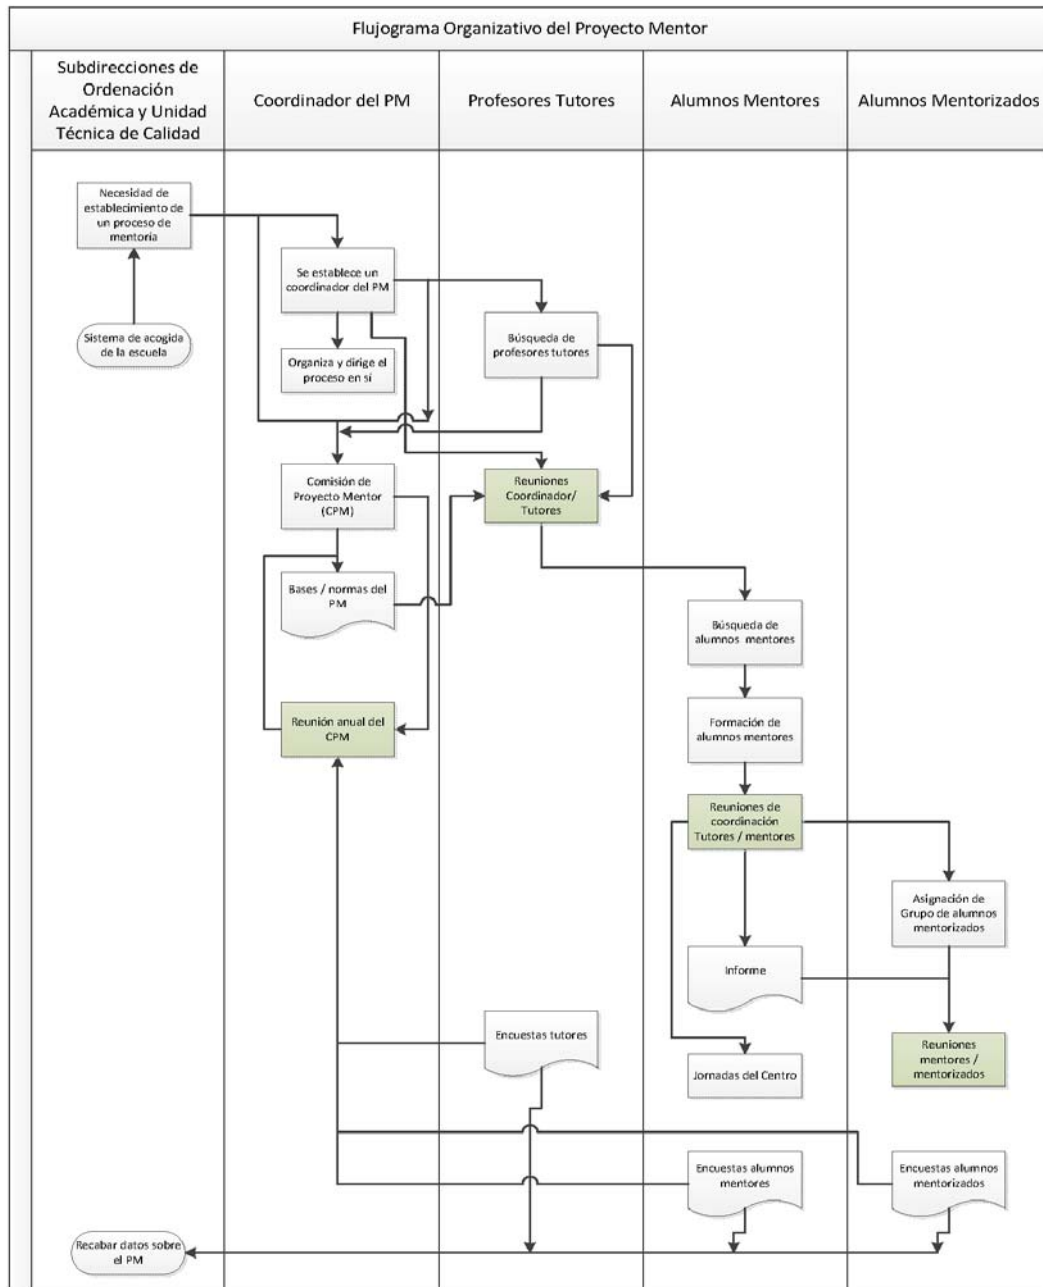 Flujograma Organizativo del Proyecto Mentor
Subdirecciones de
Ordenación
Académica y Unidad
Técnica de Calidad
Coordinador del PM
Profesores Tutores
Alumnos Mentores
Alumnos Mentorizados
Necesidad de
establecimiento de
un proceso de
mentoría
Sistema de acogida
de la escuela
Se establece un
coordinador del PM
Organiza y dirige el
proceso en sí
Búsqueda de
profesores tutores
Comisión de
Proyecto Mentor
(CPM)
Reuniones
Coordinador/
Tutores
Bases / normas del
PM
Búsqueda de
alumnos mentores
Reunión anual del
CPM
Formación de
alumnos mentores
Reuniones de
coordinación
Tutores / mentores
Asignación de
Grupo de alumnos
mentorizados
Informe
Encuestas tutores
Reuniones
mentores /
mentorizados
Jornadas del Centro
Encuestas alumnos
mentores
Encuestas alumnos
mentorizados
Recabar datos sobre
el PM